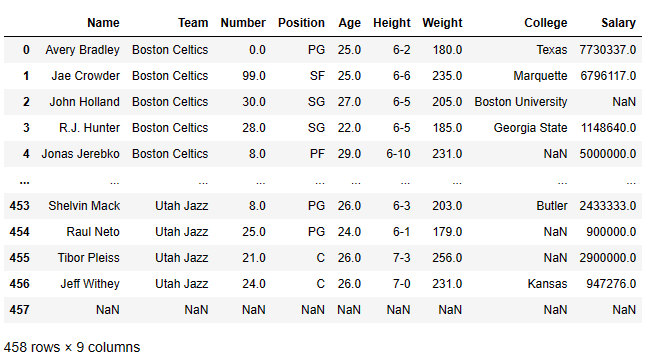 Name Team Number Position Age Height Weight College Salary
0 Avery Bradley Boston Celtics 0.0 PG 25.0 6-2 180.0 Texas 7730337.0
1 Jae Crowder Boston Celtics 99.0 SF 25.0 6-6 235.0 Marquette 6796117.0
2 John Holland Boston Celtics 30.0 SG 27.0 6-5 205.0 Boston University NaN
3 R.J. Hunter Boston Celtics 28.0 SG 22.0 6-5 185.0 Georgia State 1148640.0
4 Jonas Jerebko Boston Celtics 8.0 PF 29.0 6-10 231.0 NaN 5000000.0
... ... ... ... ... ... ... ... ... ...
453 Shelvin Mack Utah Jazz 8.0 PG 26.0 6-3 203.0 Butler 2433333.0
454 Raul Neto Utah Jazz 25.0 PG 24.0 6-1 179.0 NaN 900000.0
455 Tibor Pleiss Utah Jazz 21.0 C 26.0 7-3 256.0 NaN 2900000.0
456 Jeff Withey Utah Jazz 24.0 C 26.0 7-0 231.0 Kansas 947276.0
457 NaN NaN NaN NaN NaN NaN NaN NaN NaN
458 rows × 9 columns